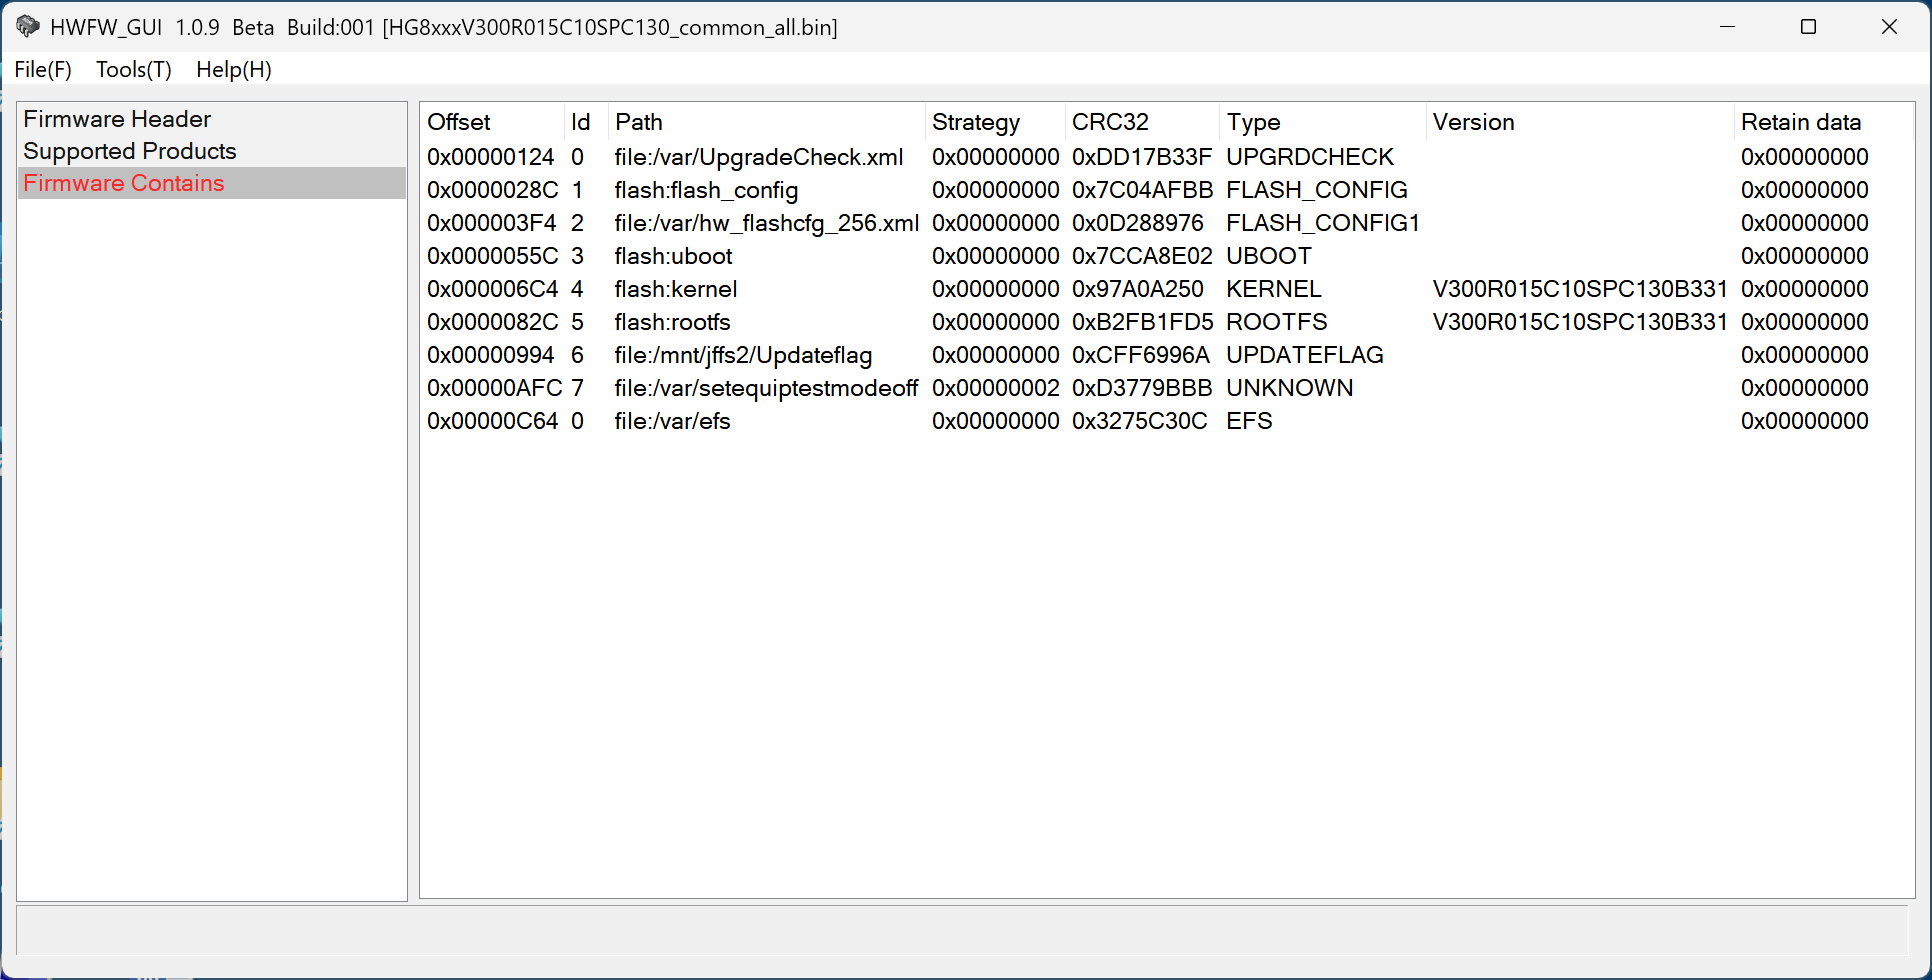 HWFW_GUI 1.0.9 Beta Build:001 [HG8xxxV300R015C10SPC130_common_all.bin]
File(F) Tools(T) Help(H)
Firmware Header
Supported Products
Firmware Contains
Offset Id Path Strategy CRC32 Type Version Retain data
0x00000124 0 file:/var/UpgradeCheck.xml 0x00000000 0xDD17B33F UPGRDCHECK 0x00000000
0x0000028C 1 flash:flash_config 0x00000000 0x7C04AFBB FLASH_CONFIG 0x00000000
0x000003F4 2 file:/var/hw_flashcfg_256.xml 0x00000000 0x0D288976 FLASH_CONFIG1 0x00000000
0x0000055C 3 flash:uboot 0x00000000 0x7CCA8E02 UBOOT 0x00000000
0x000006C4 4 flash:kernel 0x00000000 0x97A0A250 KERNEL V300R015C10SPC130B331 0x00000000
0x0000082C 5 flash:rootfs 0x00000000 0xB2FB1FD5 ROOTFS V300R015C10SPC130B331 0x00000000
0x00000994 6 file:/mnt/jffs2/Updateflag 0x00000000 0xCFF6996A UPDATEFLAG 0x00000000
0x00000AFC 7 file:/var/setequiptestmodeoff 0x00000002 0xD3779BBB UNKNOWN 0x00000000
0x00000C64 0 file:/var/efs 0x00000000 0x3275C30C EFS 0x00000000